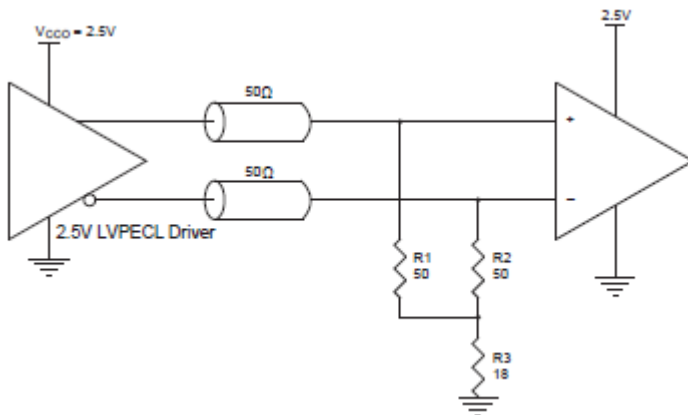 VCCO = 2.5V
2.5V
50Ω
+
50Ω
–
2.5V LVPECL Driver
R1
50
R2
50
R3
18